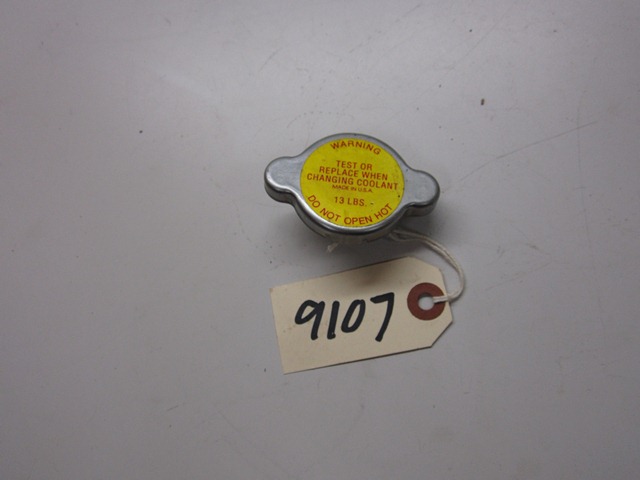 WARNING
TEST OR
REPLACE WHEN
CHANGING COOLANT
MADE IN U.S.A.
13 LBS.
DO NOT OPEN HOT
9107